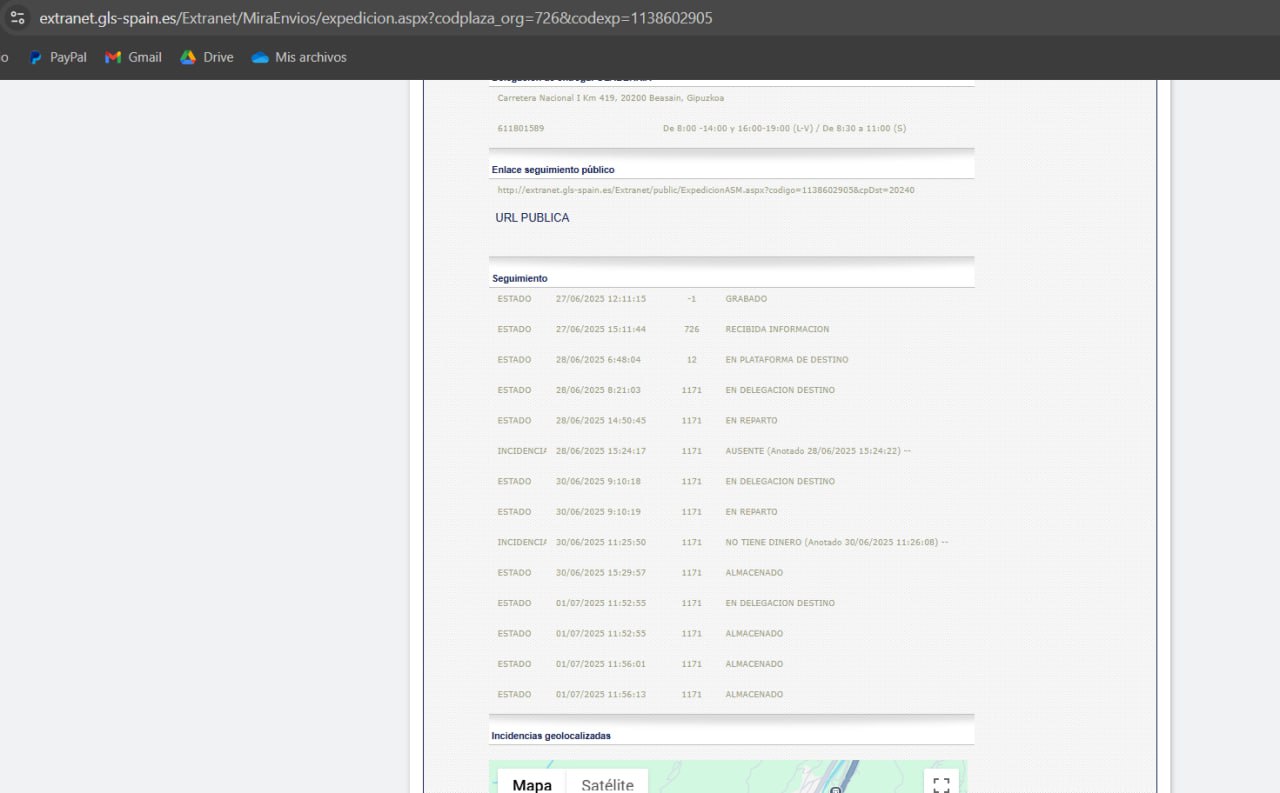 extranet.gls-spain.es/Extranet/MiraEnvios/expedicion.aspx?codplaza_org=726&codexp=1138602905
o PayPal Gmail Drive Mis archivos
Carretera Nacional I Km 419, 20200 Beasain, Gipuzkoa
611801589 De 8:00 -14:00 y 16:00-19:00 (L-V) / De 8:30 a 11:00 (S)
Enlace seguimiento público
http://extranet.gls-spain.es/Extranet/public/ExpedicionASM.aspx?codigo=1138602905&cpDst=20240
URL PUBLICA
Seguimiento
ESTADO 27/06/2025 12:11:15 -1 GRABADO
ESTADO 27/06/2025 15:11:44 726 RECIBIDA INFORMACION
ESTADO 28/06/2025 6:48:04 12 EN PLATAFORMA DE DESTINO
ESTADO 28/06/2025 8:21:03 1171 EN DELEGACION DESTINO
ESTADO 28/06/2025 14:50:45 1171 EN REPARTO
INCIDENCIA 28/06/2025 15:24:17 1171 AUSENTE (Anotado 28/06/2025 15:24:22) --
ESTADO 30/06/2025 9:10:18 1171 EN DELEGACION DESTINO
ESTADO 30/06/2025 9:10:19 1171 EN REPARTO
INCIDENCIA 30/06/2025 11:25:50 1171 NO TIENE DINERO (Anotado 30/06/2025 11:26:08) --
ESTADO 30/06/2025 15:29:57 1171 ALMACENADO
ESTADO 01/07/2025 11:52:55 1171 EN DELEGACION DESTINO
ESTADO 01/07/2025 11:52:55 1171 ALMACENADO
ESTADO 01/07/2025 11:56:01 1171 ALMACENADO
ESTADO 01/07/2025 11:56:13 1171 ALMACENADO
Incidencias geolocalizadas
Mapa Satélite